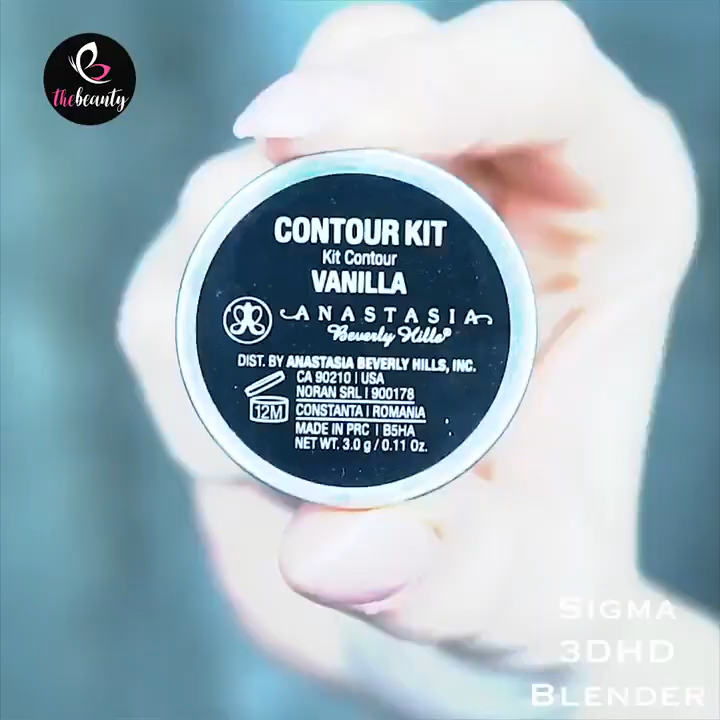 thebeauty
CONTOUR KIT
Kit Contour
VANILLA
ANASTASIA
Beverly Hills®
DIST. BY ANASTASIA BEVERLY HILLS, INC.
CA 90210 | USA
NORAN SRL | 900178
12M
CONSTANTA | ROMANIA
MADE IN PRC | B5HA
NET WT. 3.0 g / 0.11 Oz.
SIGMA
3DHD
BLENDER